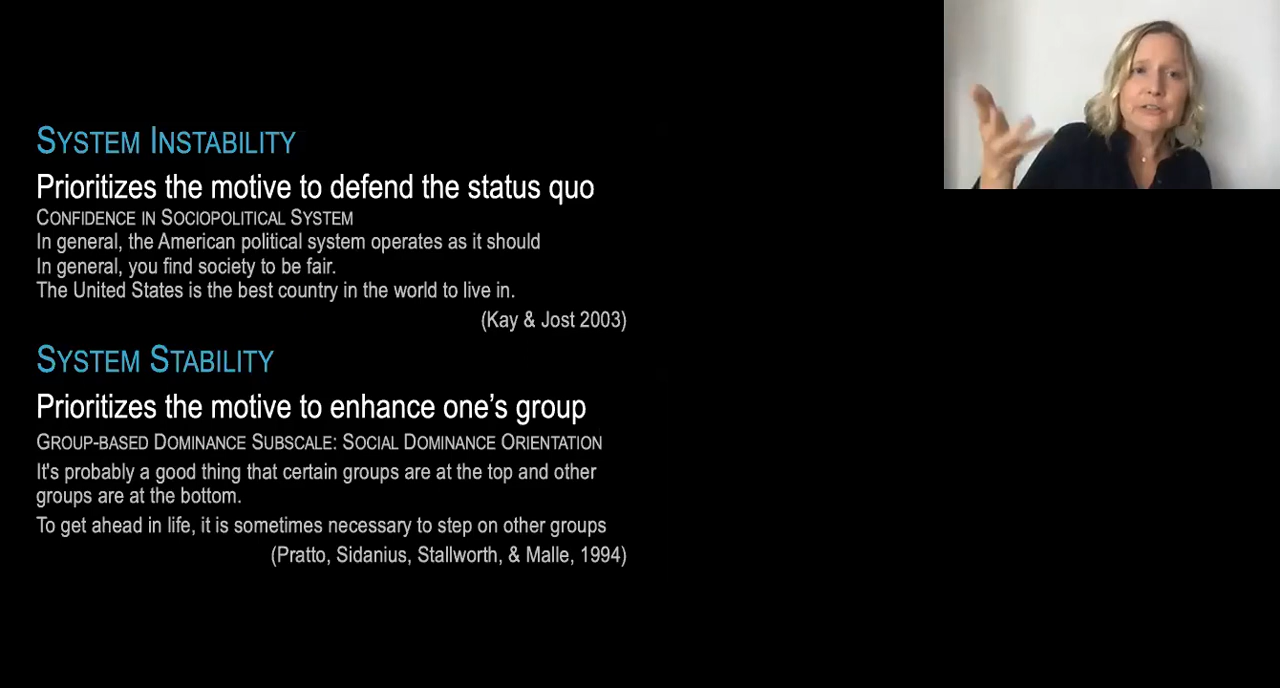 SYSTEM INSTABILITY
Prioritizes the motive to defend the status quo
CONFIDENCE IN SOCIOPOLITICAL SYSTEM
In general, the American political system operates as it should
In general, you find society to be fair.
The United States is the best country in the world to live in.
(Kay & Jost 2003)
SYSTEM STABILITY
Prioritizes the motive to enhance one’s group
GROUP-BASED DOMINANCE SUBSCALE: SOCIAL DOMINANCE ORIENTATION
It's probably a good thing that certain groups are at the top and other
groups are at the bottom.
To get ahead in life, it is sometimes necessary to step on other groups
(Pratto, Sidanius, Stallworth, & Malle, 1994)